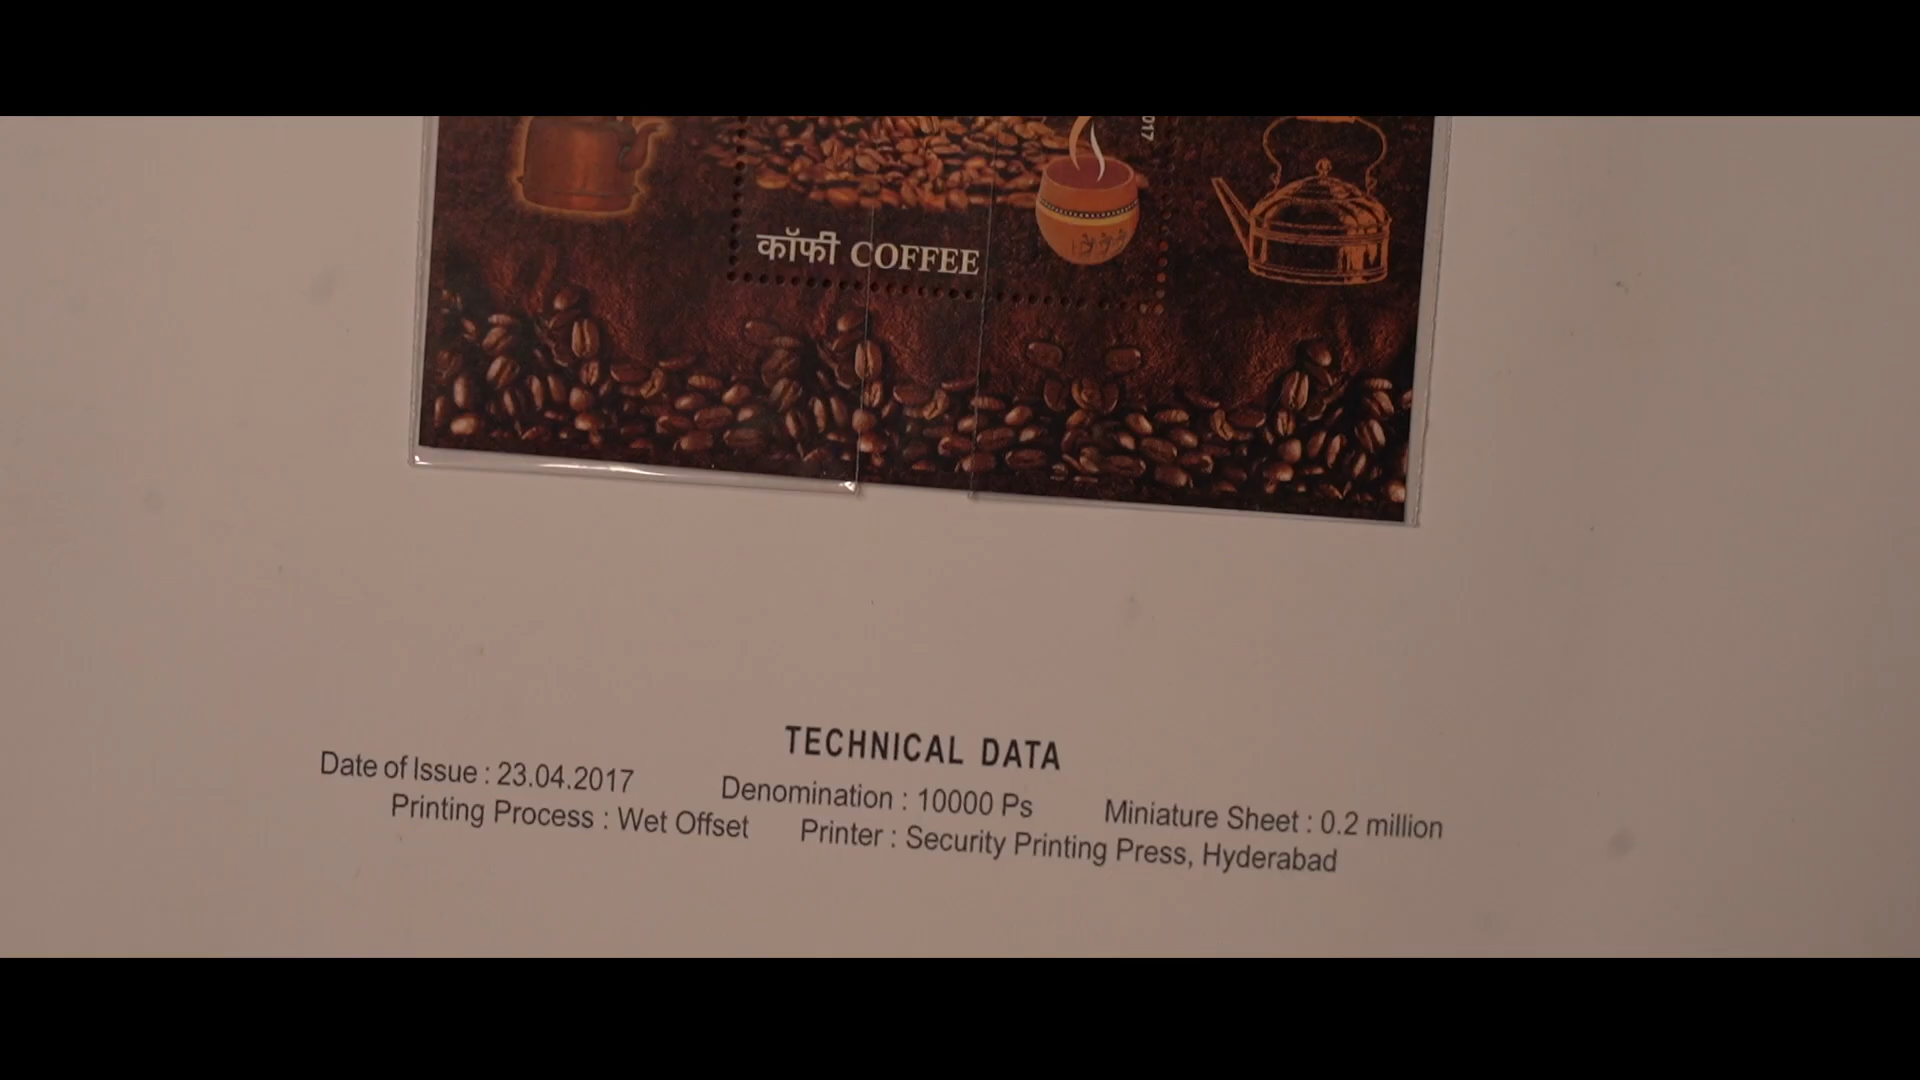 017
कॉफी COFFEE
TECHNICAL DATA
Date of Issue : 23.04.2017 Denomination : 10000 Ps Miniature Sheet : 0.2 million
Printing Process : Wet Offset Printer : Security Printing Press, Hyderabad